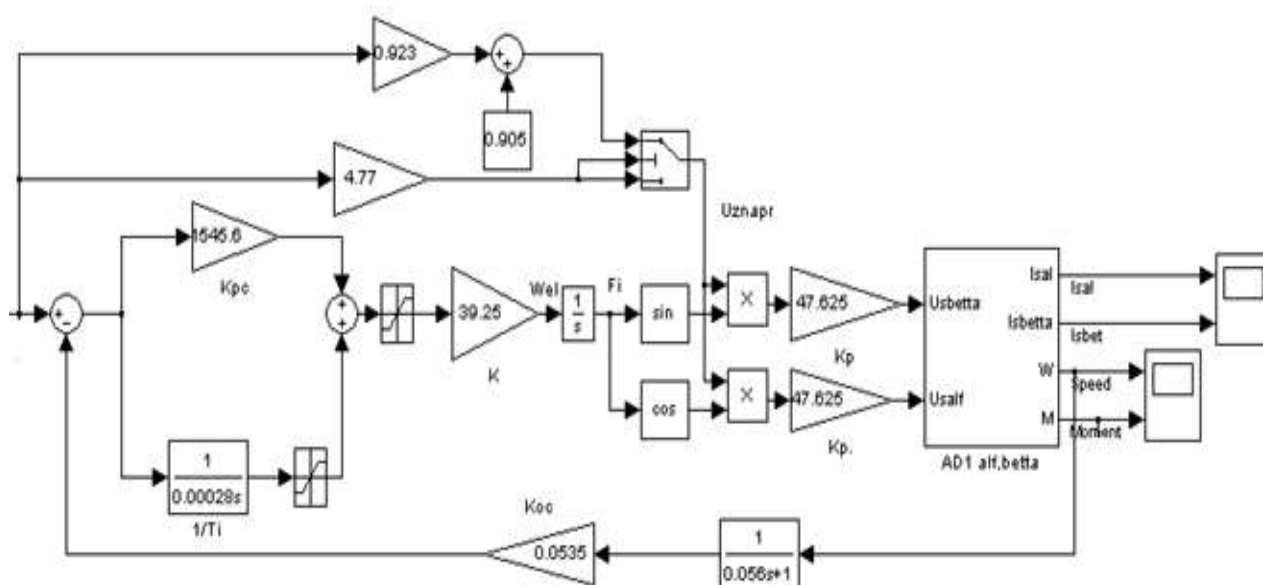 0.923
0.905
4.77
Uznapr
1545.6
Kpc
39.25
K
Wel
1
s
Fi
sin
cos
×
×
47.625
Kp
47.625
Kp.
Usbetta
Usalf
Isal
Isbetta
W
M
AD1 alf,betta
Isal
Isbet
Speed
Moment
1
0.00028s
1/Ti
Koc
0.0535
1
0.056s+1